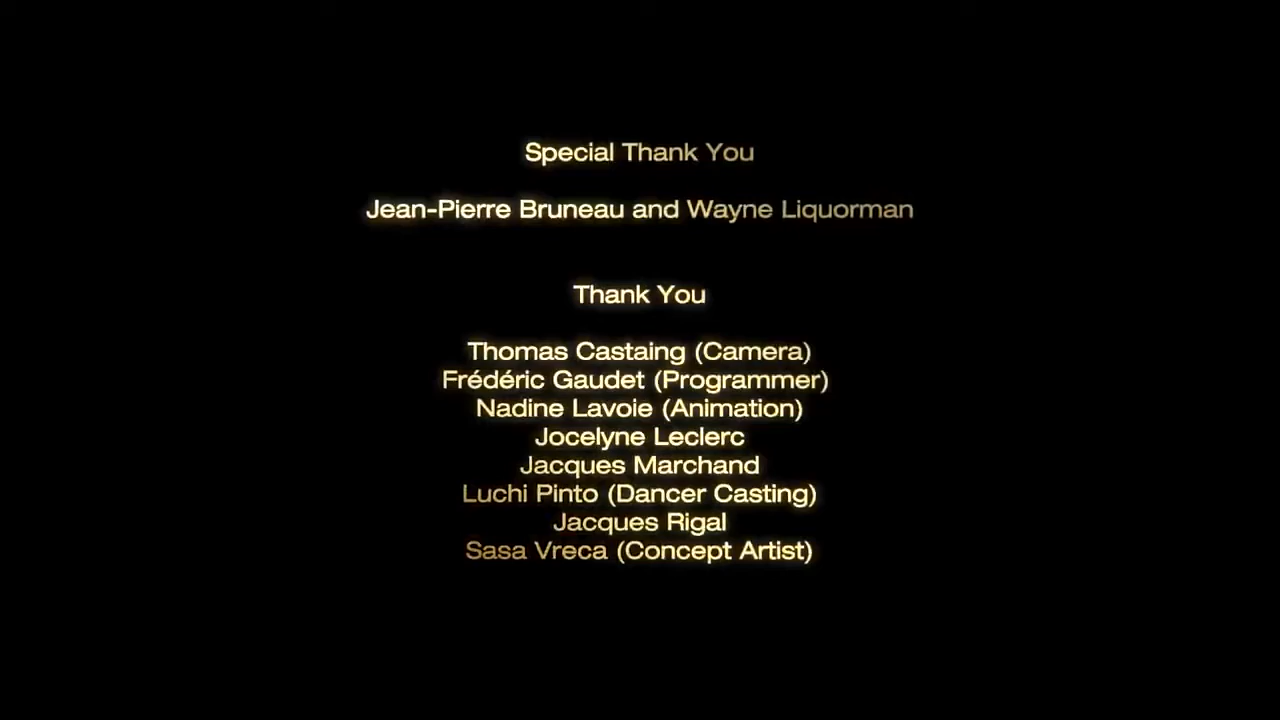 Special Thank You
Jean-Pierre Bruneau and Wayne Liquorman
Thank You
Thomas Castaing (Camera)
Frédéric Gaudet (Programmer)
Nadine Lavoie (Animation)
Jocelyne Leclerc
Jacques Marchand
Luchi Pinto (Dancer Casting)
Jacques Rigal
Sasa Vreca (Concept Artist)